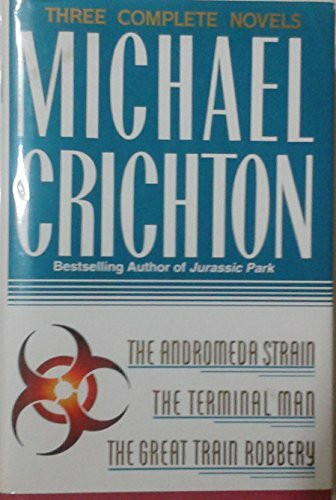 THREE COMPLETE NOVELS
MICHAEL
CRICHTON
Bestselling Author of Jurassic Park
THE ANDROMEDA STRAIN
THE TERMINAL MAN
THE GREAT TRAIN ROBBERY